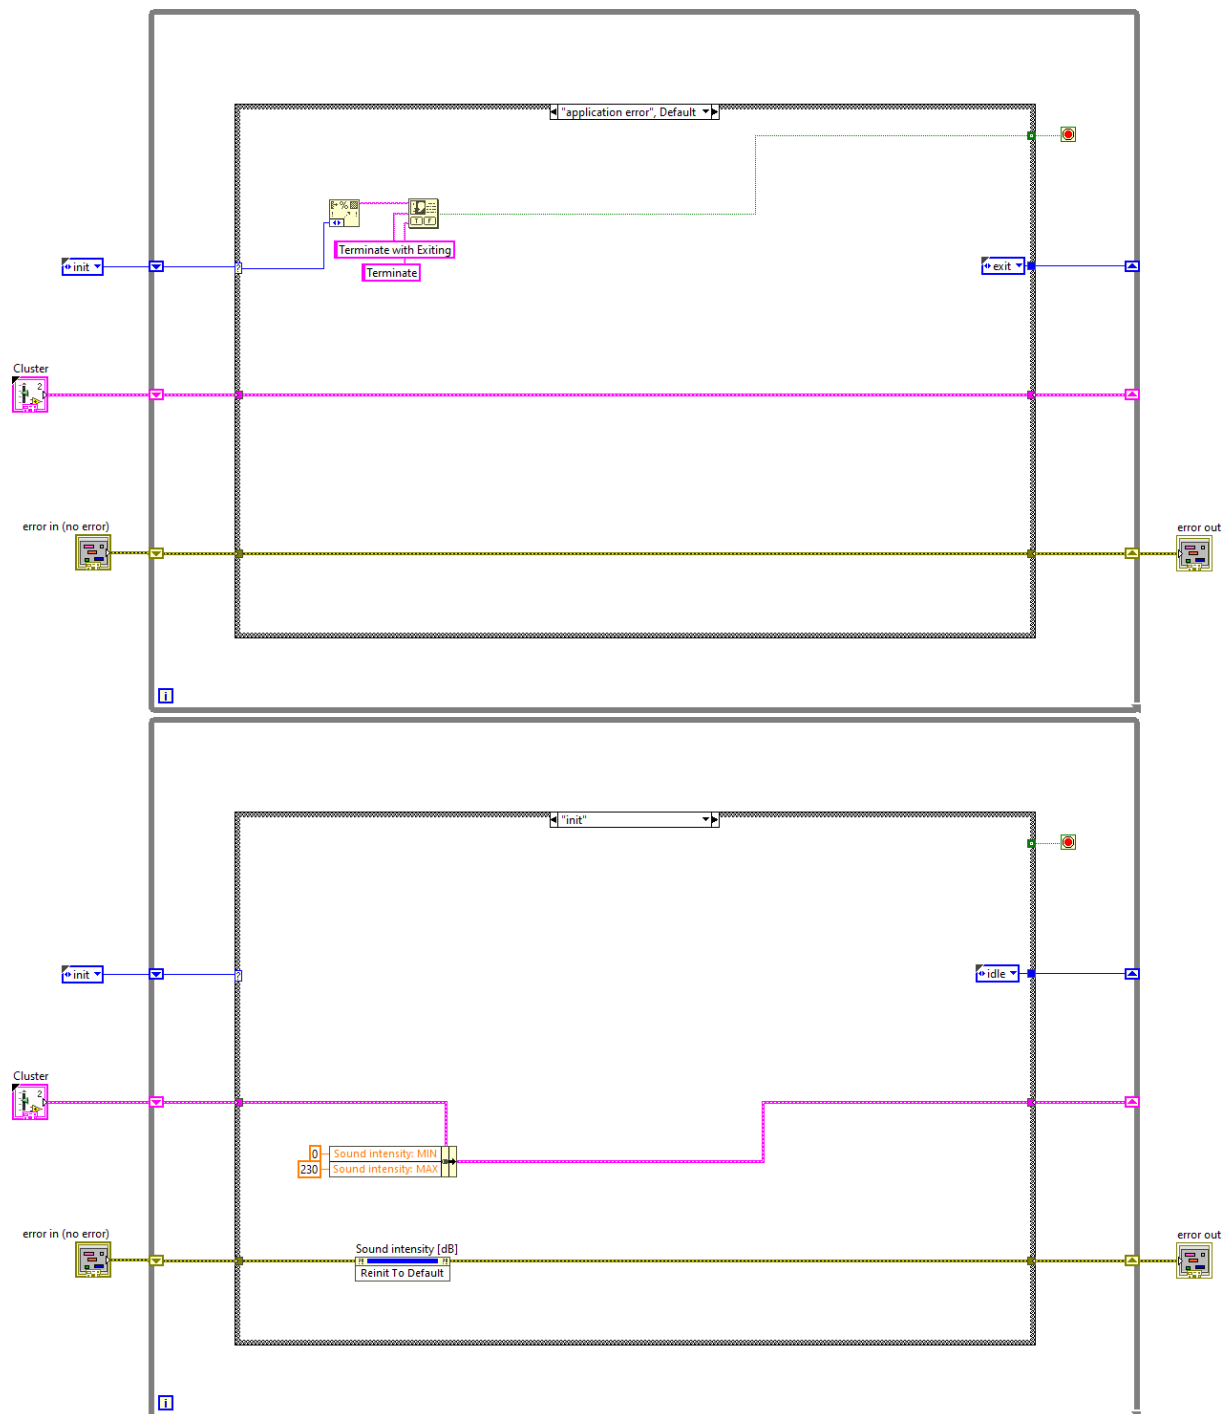 "application error", Default
Terminate with Exiting
Terminate
init
exit
Cluster
2
error in (no error)
error out
i
"init"
init
idle
Cluster
2
0
Sound intensity: MIN
230
Sound intensity: MAX
error in (no error)
Sound intensity [dB]
Reinit To Default
error out
i